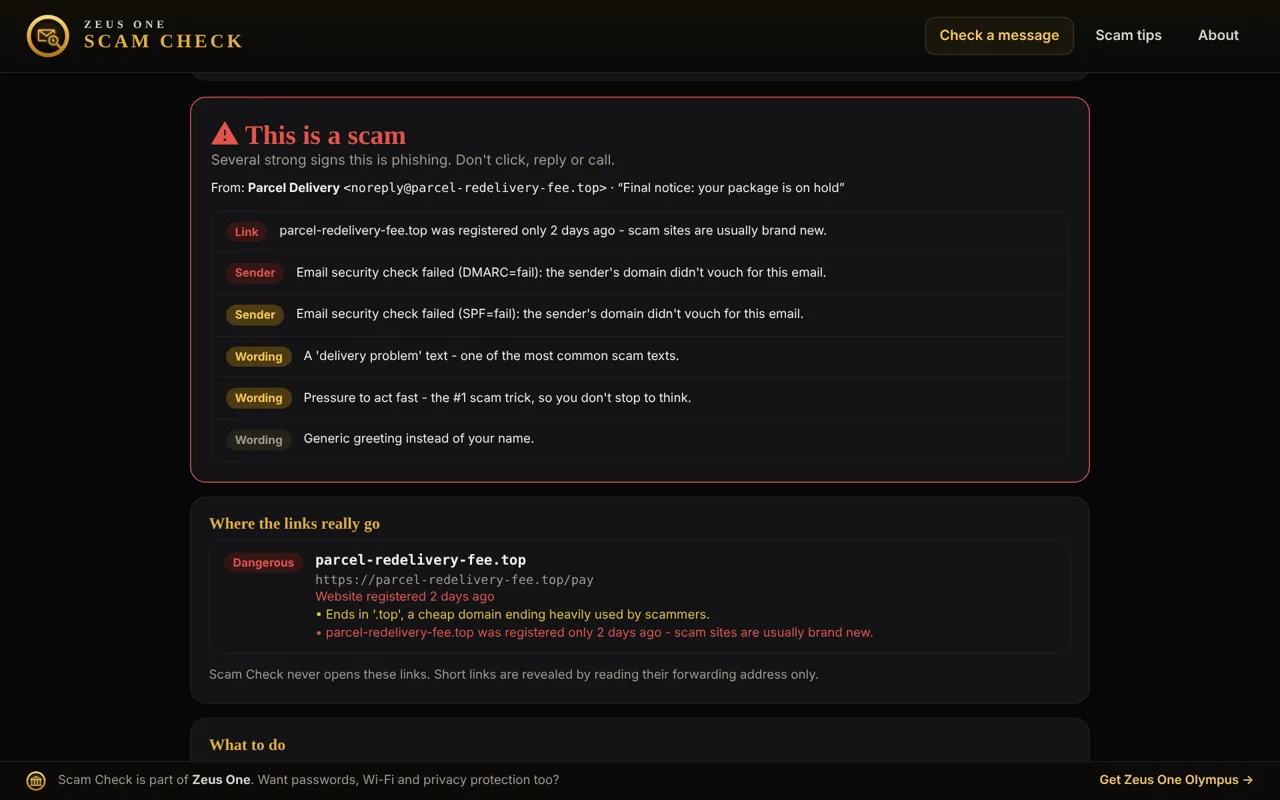 ZEUS ONE
SCAM CHECK
Check a message
Scam tips
About
This is a scam
Several strong signs this is phishing. Don't click, reply or call.
From: Parcel Delivery <noreply@parcel-redelivery-fee.top> · “Final notice: your package is on hold”
Link parcel-redelivery-fee.top was registered only 2 days ago - scam sites are usually brand new.
Sender Email security check failed (DMARC=fail): the sender's domain didn't vouch for this email.
Sender Email security check failed (SPF=fail): the sender's domain didn't vouch for this email.
Wording A 'delivery problem' text - one of the most common scam texts.
Wording Pressure to act fast - the #1 scam trick, so you don't stop to think.
Wording Generic greeting instead of your name.
Where the links really go
Dangerous parcel-redelivery-fee.top
https://parcel-redelivery-fee.top/pay
Website registered 2 days ago
• Ends in '.top', a cheap domain ending heavily used by scammers.
• parcel-redelivery-fee.top was registered only 2 days ago - scam sites are usually brand new.
Scam Check never opens these links. Short links are revealed by reading their forwarding address only.
What to do
Scam Check is part of Zeus One. Want passwords, Wi-Fi and privacy protection too?
Get Zeus One Olympus →